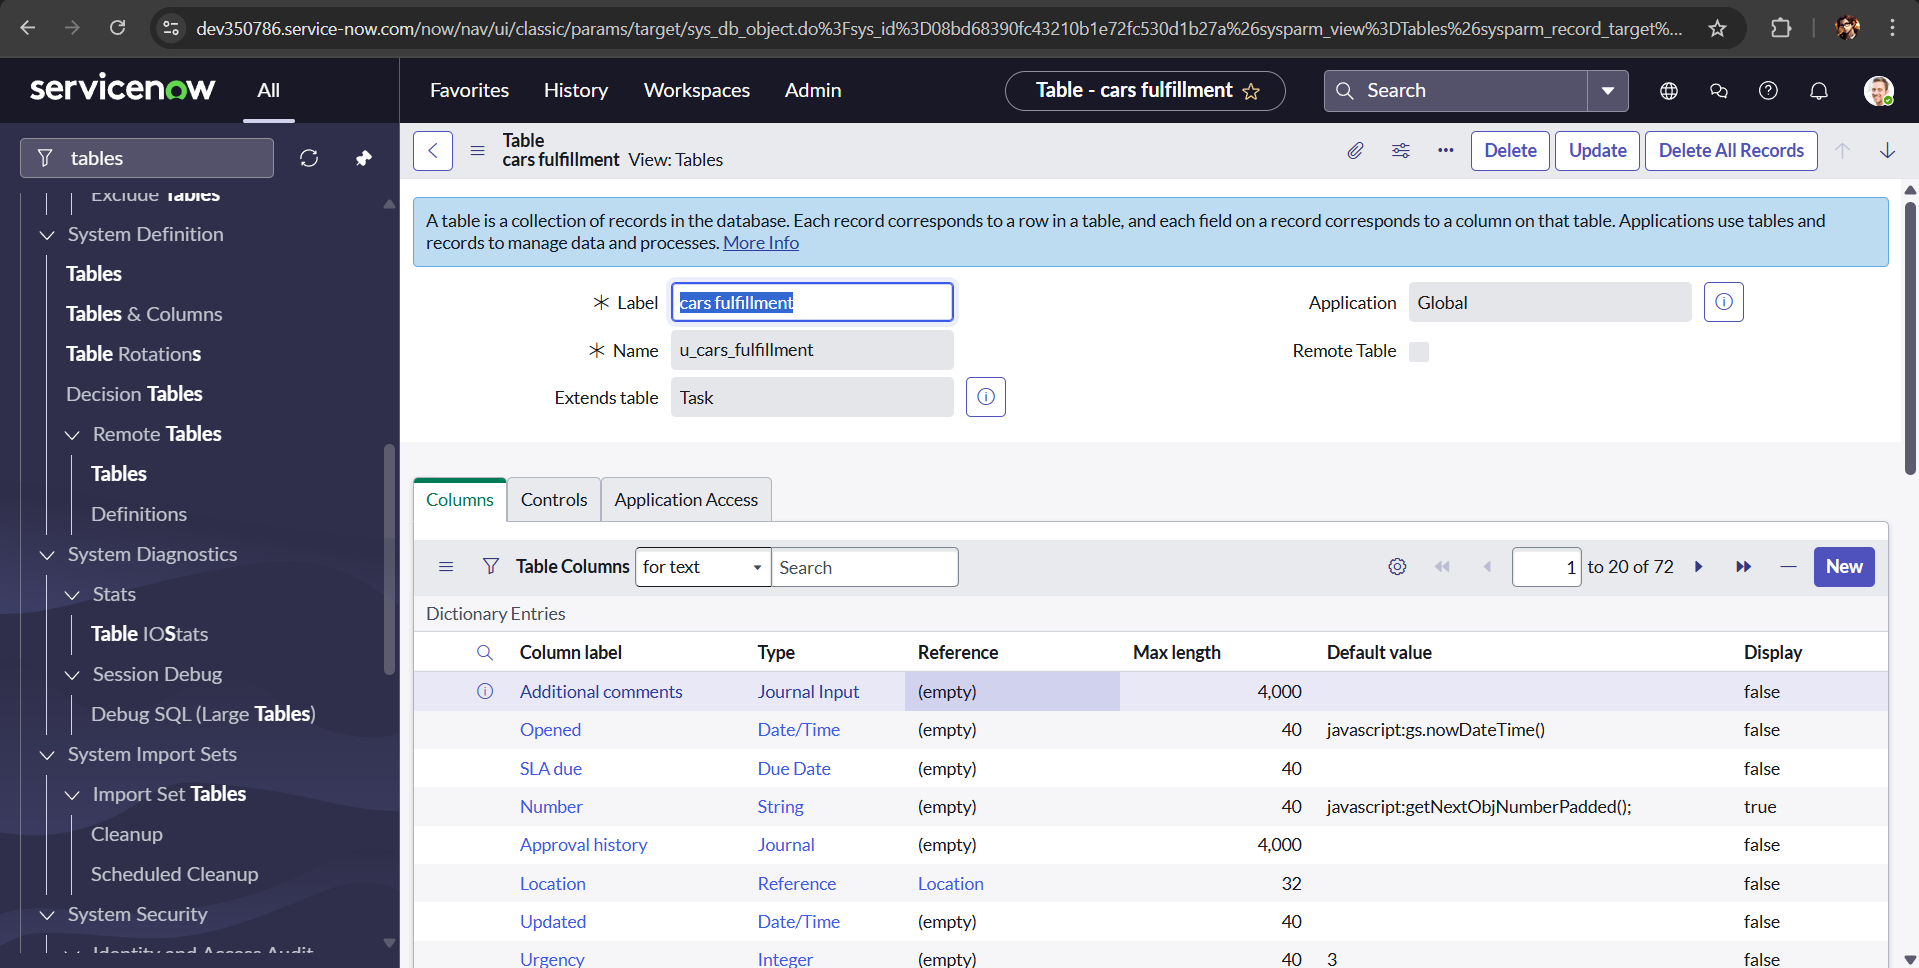 dev350786.service-now.com/now/nav/ui/classic/params/target/sys_db_object.do%3Fsys_id%3D08bd68390fc43210b1e72fc530d1b27a%26sysparm_view%3DTables%26sysparm_record_target%...
servicenow All Favorites History Workspaces Admin Table - cars fulfillment Search
tables
Exclude Tables
System Definition
Tables
Tables & Columns
Table Rotations
Decision Tables
Remote Tables
Tables
Definitions
System Diagnostics
Stats
Table IOStats
Session Debug
Debug SQL (Large Tables)
System Import Sets
Import Set Tables
Cleanup
Scheduled Cleanup
System Security
Identity and Access Audit
Table
cars fulfillment View: Tables
Delete Update Delete All Records
A table is a collection of records in the database. Each record corresponds to a row in a table, and each field on a record corresponds to a column on that table. Applications use tables and
records to manage data and processes. More Info
Label cars fulfillment Application Global
Name u_cars_fulfillment Remote Table
Extends table Task
Columns Controls Application Access
Table Columns for text Search 1 to 20 of 72 New
Dictionary Entries
Column label Type Reference Max length Default value Display
Additional comments Journal Input (empty) 4,000 false
Opened Date/Time (empty) 40 javascript:gs.nowDateTime() false
SLA due Due Date (empty) 40 false
Number String (empty) 40 javascript:getNextObjNumberPadded(); true
Approval history Journal (empty) 4,000 false
Location Reference Location 32 false
Updated Date/Time (empty) 40 false
Urgency Integer (empty) 40 3 false